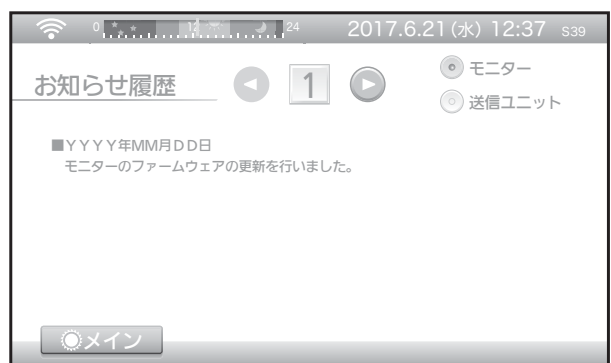 0 12 24 2017.6.21(水) 12:37 S39
お知らせ履歴 1
モニター
送信ユニット
■YYYY年MM月DD日
モニターのファームウェアの更新を行いました。
メイン